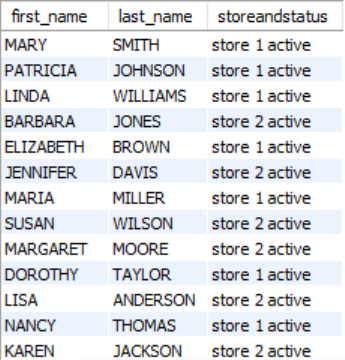 first_name last_name storeandstatus
MARY SMITH store 1 active
PATRICIA JOHNSON store 1 active
LINDA WILLIAMS store 1 active
BARBARA JONES store 2 active
ELIZABETH BROWN store 1 active
JENNIFER DAVIS store 2 active
MARIA MILLER store 1 active
SUSAN WILSON store 2 active
MARGARET MOORE store 2 active
DOROTHY TAYLOR store 1 active
LISA ANDERSON store 2 active
NANCY THOMAS store 1 active
KAREN JACKSON store 2 active